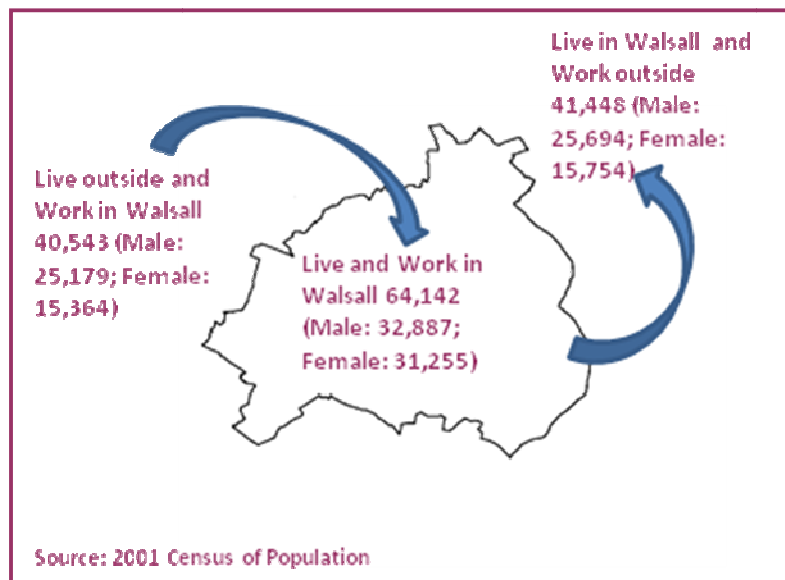 Live in Walsall and
Work outside
41,448 (Male:
25,694; Female:
15,754)
Live outside and
Work in Walsall
40,543 (Male:
25,179; Female:
15,364)
Live and Work in
Walsall 64,142
(Male: 32,887;
Female: 31,255)
Source: 2001 Census of Population